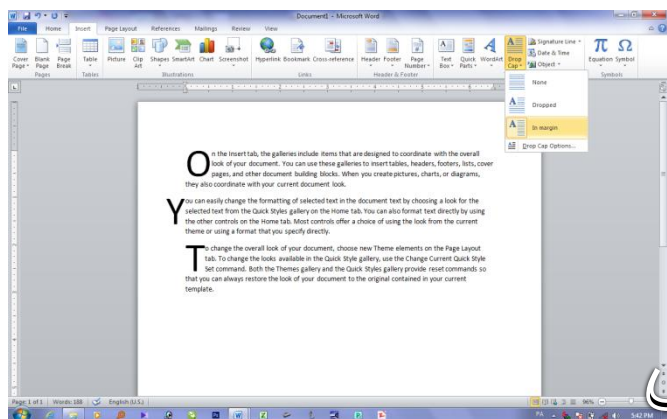 Document1 - Microsoft Word
File Home Insert Page Layout References Mailings Review View
Cover Page Blank Page Page Break Table Picture Clip Art Shapes SmartArt Chart Screenshot Hyperlink Bookmark Cross-reference Header Footer Page Number Text Box Quick Parts WordArt Drop Cap Signature Line Date & Time Object Equation Symbol
Pages Tables Illustrations Links Header & Footer Symbols
None
Dropped
In margin
Drop Cap Options...
On the Insert tab, the galleries include items that are designed to coordinate with the overall
look of your document. You can use these galleries to insert tables, headers, footers, lists, cover
pages, and other document building blocks. When you create pictures, charts, or diagrams,
they also coordinate with your current document look.
You can easily change the formatting of selected text in the document text by choosing a look for the
selected text from the Quick Styles gallery on the Home tab. You can also format text directly by using
the other controls on the Home tab. Most controls offer a choice of using the look from the current
theme or using a format that you specify directly.
To change the overall look of your document, choose new Theme elements on the Page Layout
tab. To change the looks available in the Quick Style gallery, use the Change Current Quick Style
Set command. Both the Themes gallery and the Quick Styles gallery provide reset commands so
that you can always restore the look of your document to the original contained in your current
template.
Page: 1 of 1 Words: 188 English (U.S.) 96%
PA 5:42 PM